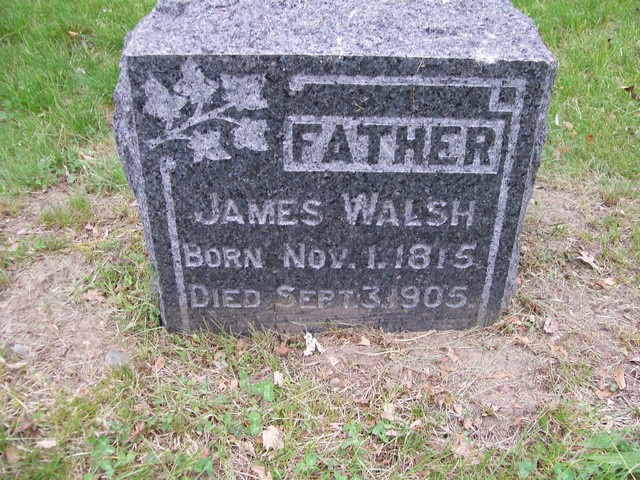 FATHER
JAMES WALSH
BORN NOV. 1. 1815.
DIED SEPT. 3. 1905.